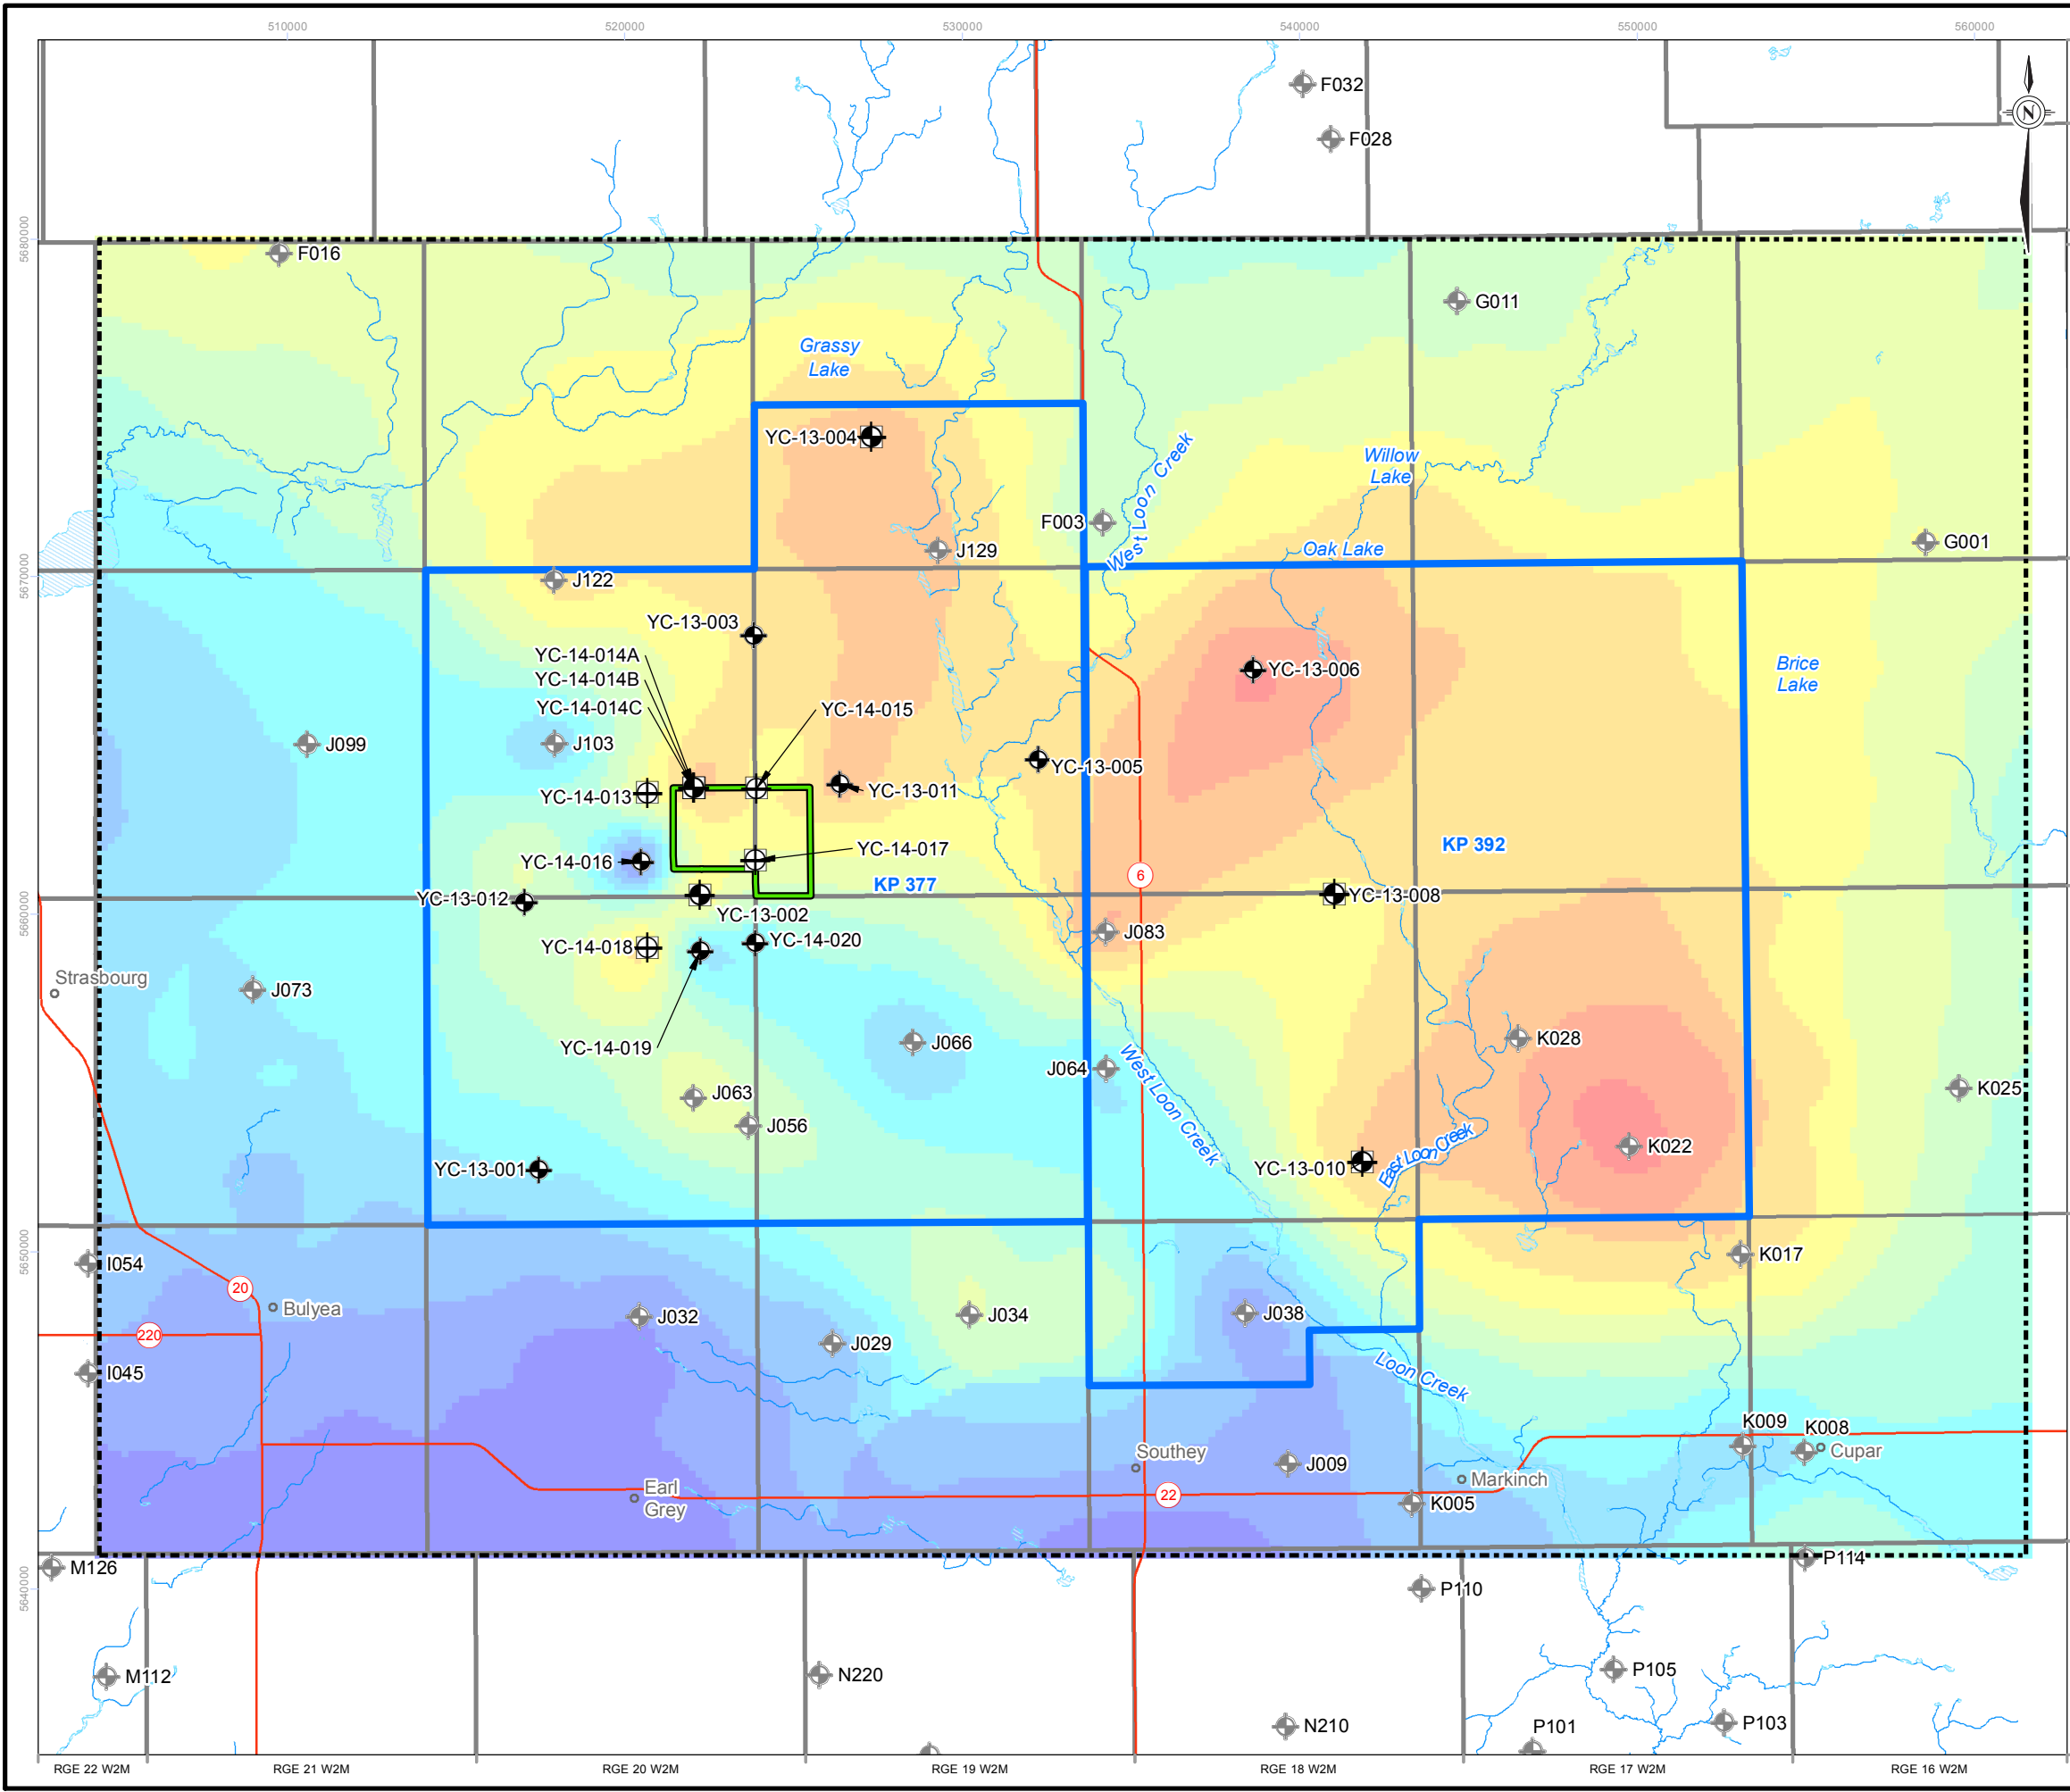 510000
520000
530000
540000
550000
560000
F032
N
F028
5680000
F016
G011
Grassy
Lake
YC-13-004
West Loon Creek
Willow
Lake
F003
Oak Lake
G001
J129
5670000
J122
YC-13-003
YC-14-014A
YC-14-014B
YC-14-014C
YC-14-015
YC-13-006
Brice
Lake
J099
J103
YC-13-005
YC-14-013
YC-13-011
YC-14-016
YC-14-017
KP 392
6
KP 377
YC-13-012
YC-13-008
5660000
YC-13-002
YC-14-018
YC-14-020
J083
Strasbourg
J073
YC-14-019
J066
K028
J064
West Loon Creek
J063
K025
J056
East Loon Creek
K022
YC-13-001
YC-13-010
5650000
I054
K017
20
Bulyea
J032
J034
J038
220
J029
I045
Loon Creek
K009
K008
Southey
Cupar
J009
Markinch
Earl
Grey
22
K005
5640000
M126
P114
P110
M112
N220
P105
N210
P101
P103
RGE 22 W2M
RGE 21 W2M
RGE 20 W2M
RGE 19 W2M
RGE 18 W2M
RGE 17 W2M
RGE 16 W2M